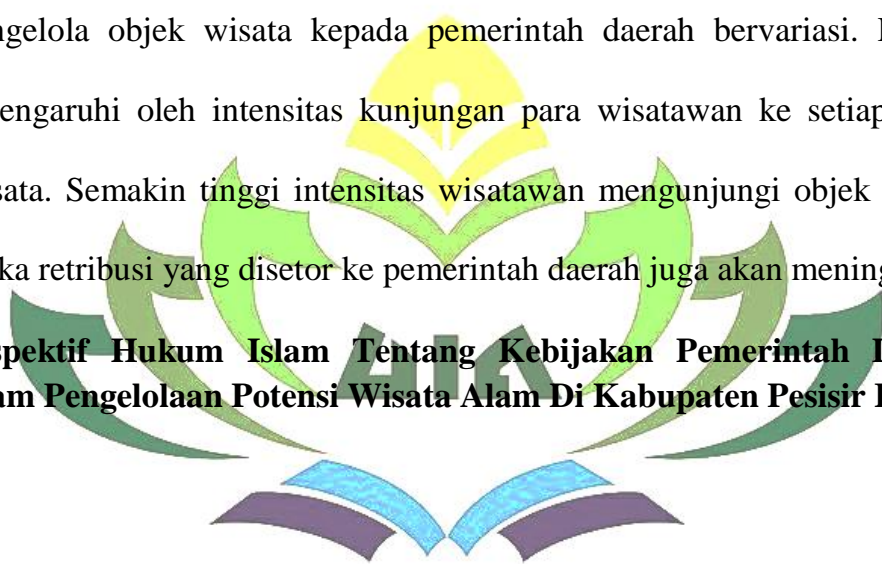 ngelola objek wisata kepada pemerintah daerah bervariasi.
engaruhi oleh intensitas kunjungan para wisatawan ke setiap
sata. Semakin tinggi intensitas wisatawan mengunjungi objek
ka retribusi yang disetor ke pemerintah daerah juga akan mening
spektif Hukum Islam Tentang Kebijakan Pemerintah
am Pengelolaan Potensi Wisata Alam Di Kabupaten Pesisir
UIN